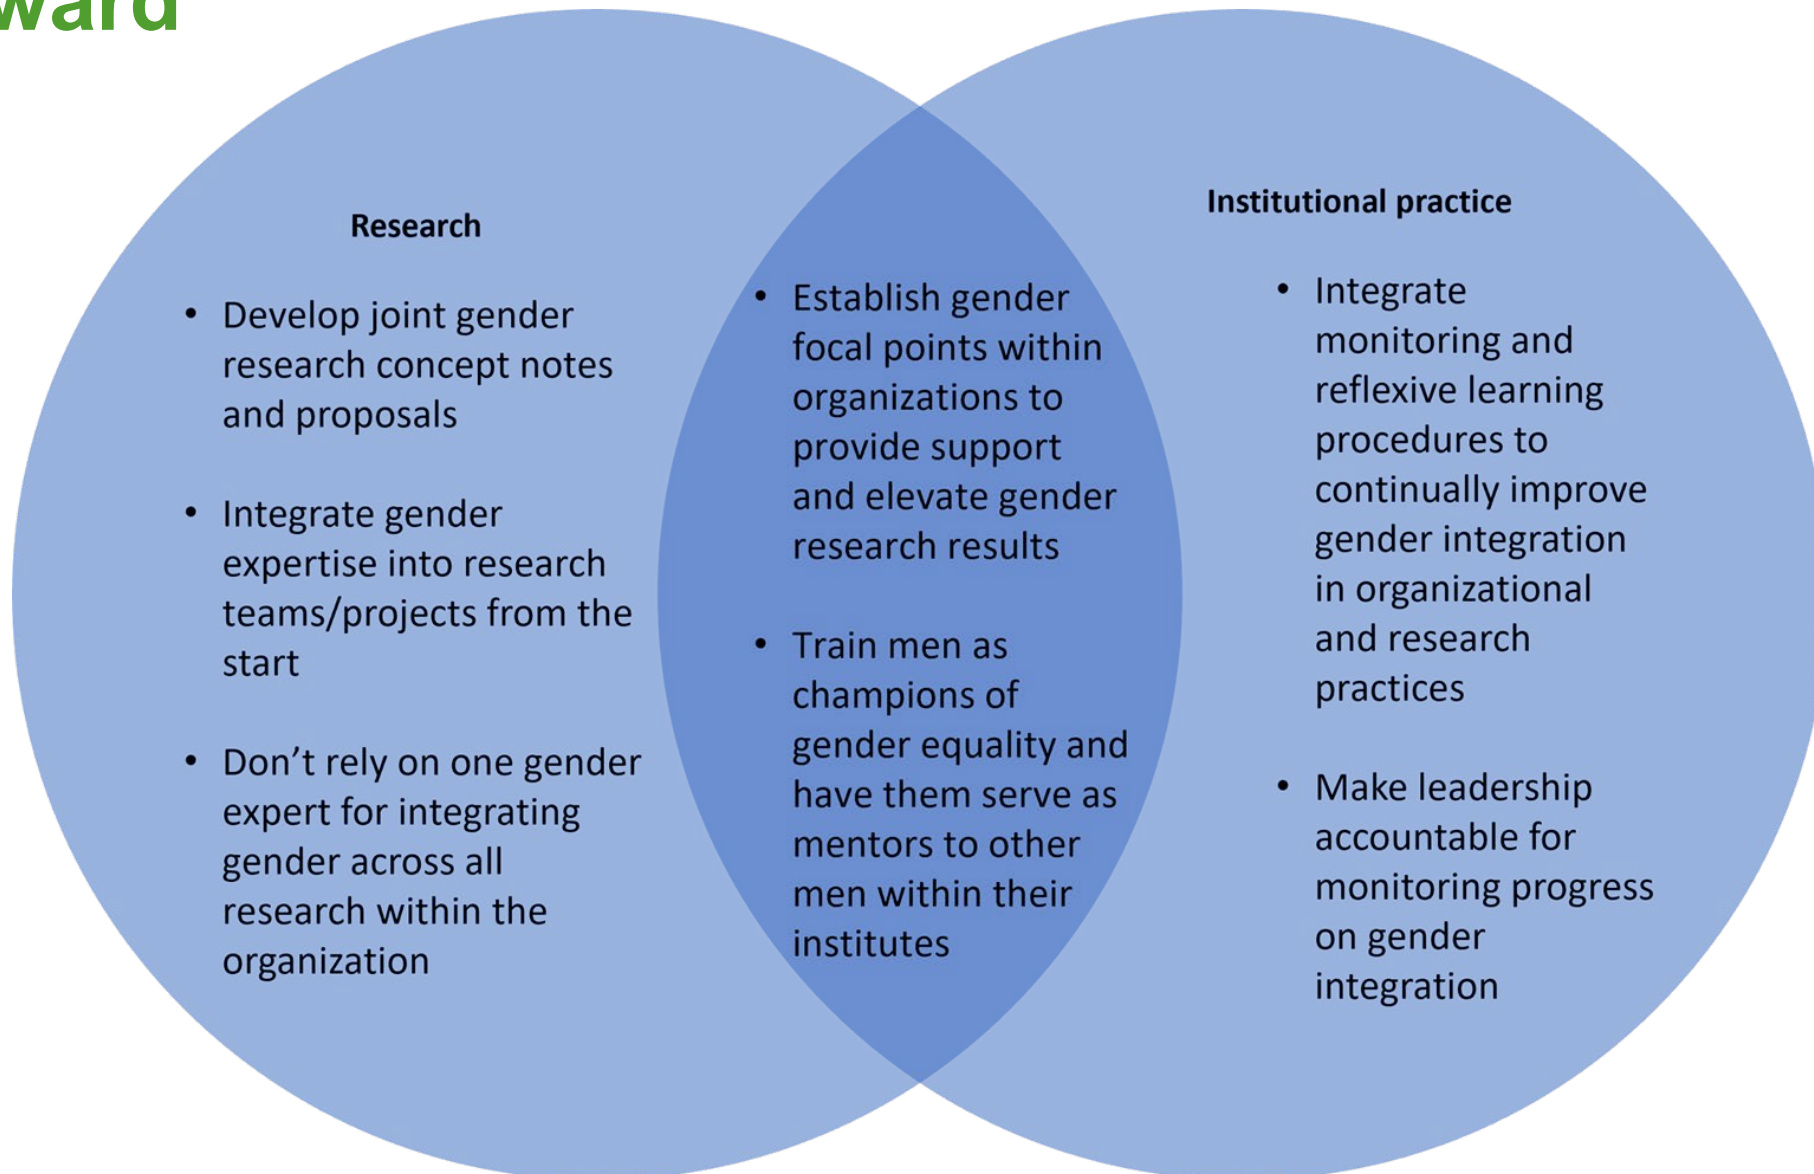 ward
Research
• Develop joint gender
research concept notes
and proposals
• Integrate gender
expertise into research
teams/projects from the
start
• Don’t rely on one gender
expert for integrating
gender across all
research within the
organization
• Establish gender
focal points within
organizations to
provide support
and elevate gender
research results
• Train men as
champions of
gender equality and
have them serve as
mentors to other
men within their
institutes
Institutional practice
• Integrate
monitoring and
reflexive learning
procedures to
continually improve
gender integration
in organizational
and research
practices
• Make leadership
accountable for
monitoring progress
on gender
integration